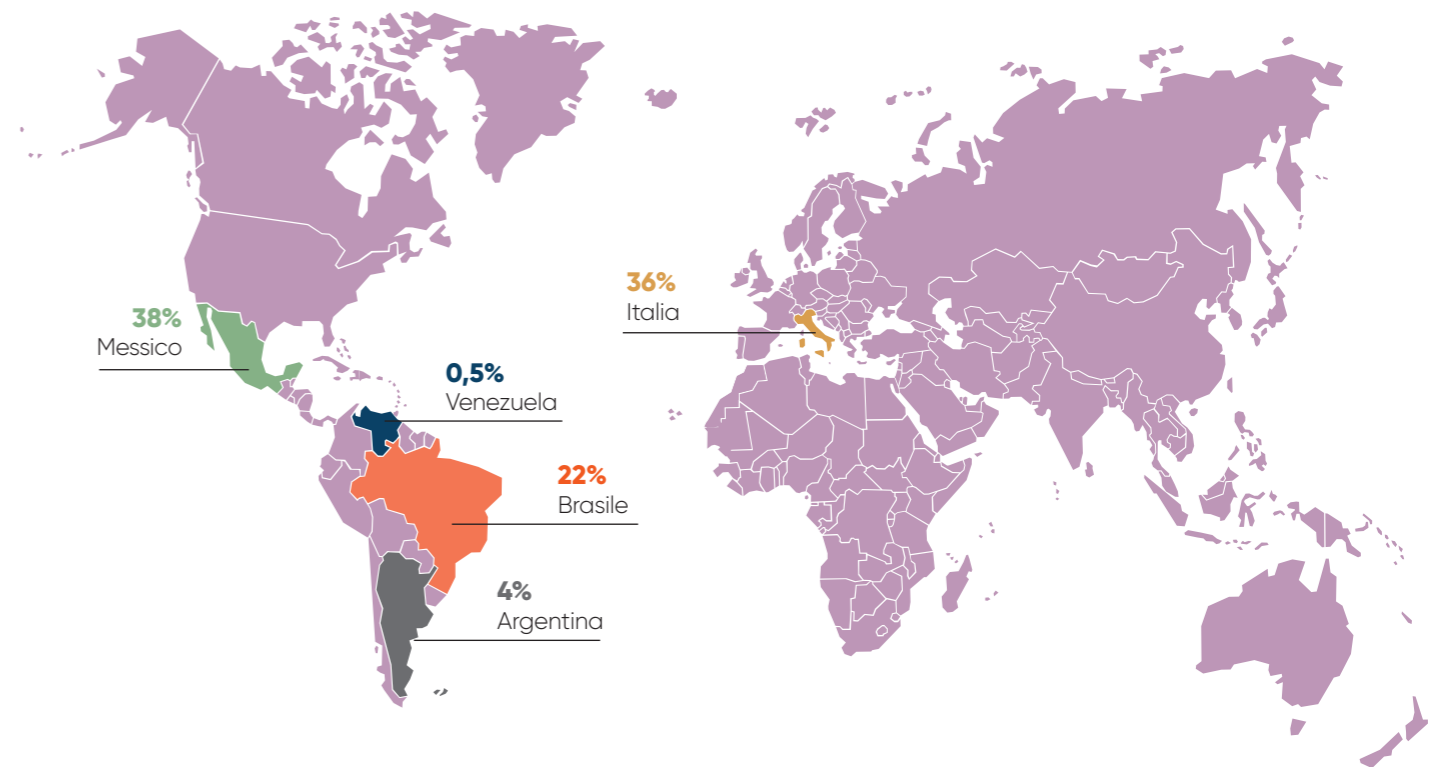 36%
Italia
38%
Messico
0,5%
Venezuela
22%
Brasile
4%
Argentina